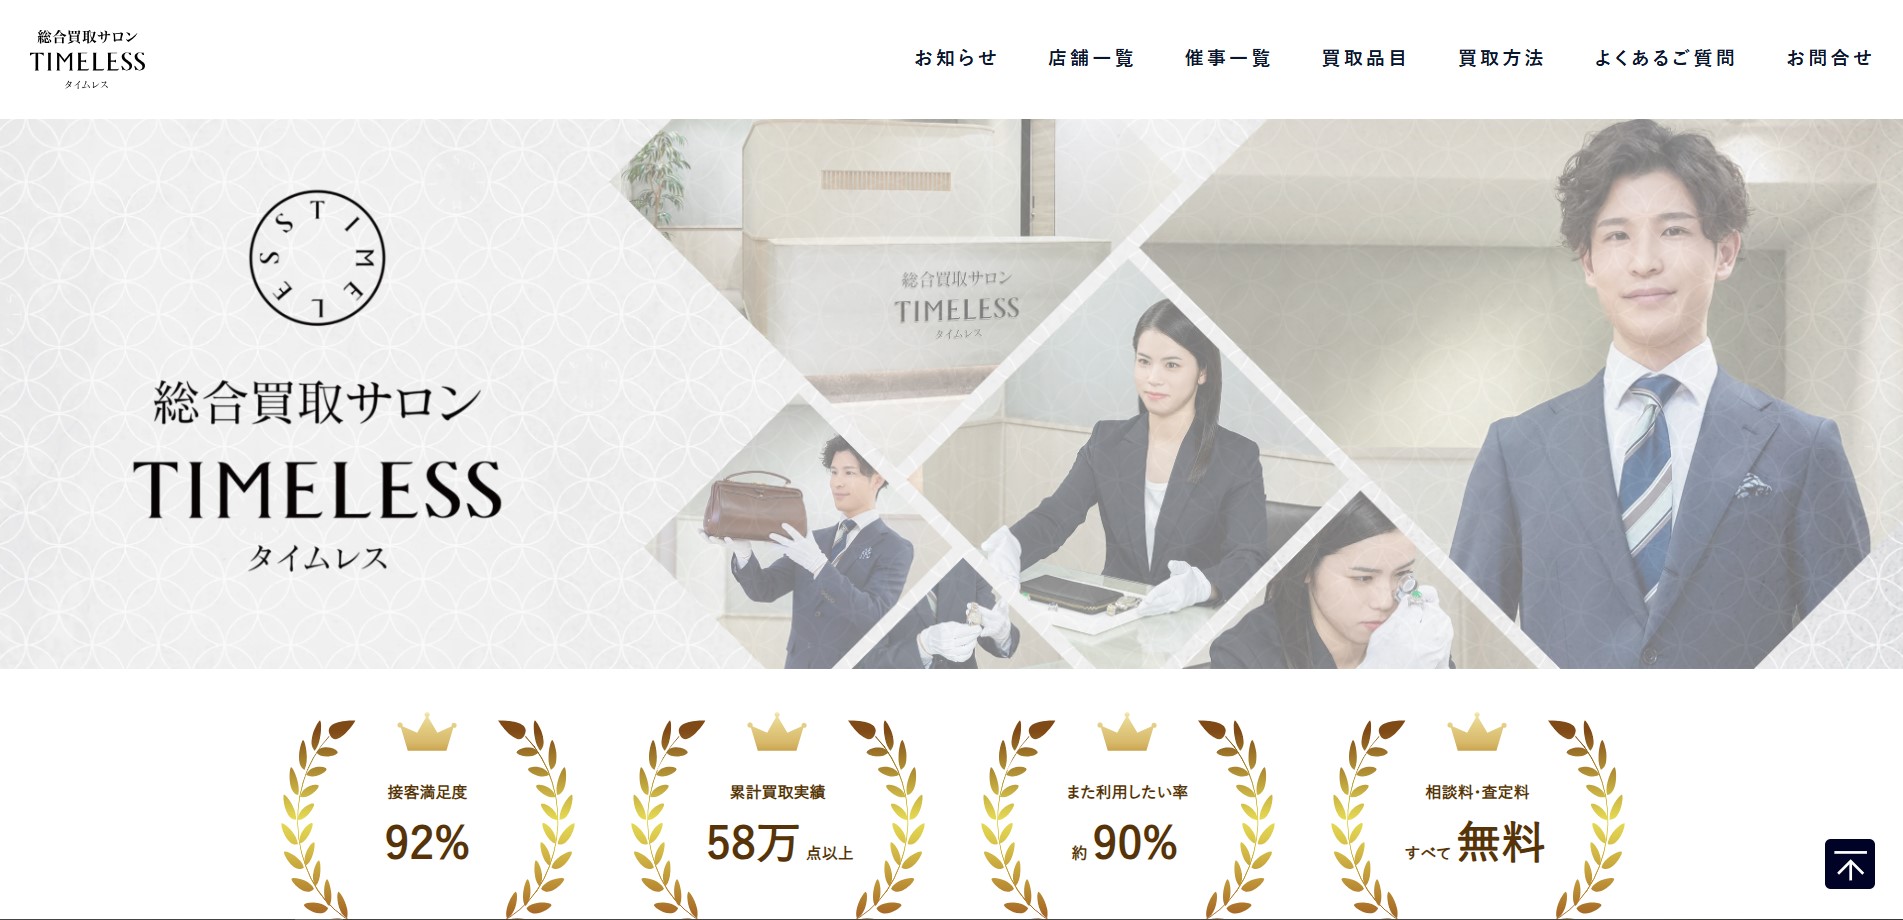 総合買取サロン
TIMELESS
タイムレス
お知らせ
店舗一覧
催事一覧
買取品目
買取方法
よくあるご質問
お問合せ
TIMELESS
総合買取サロン
TIMELESS
タイムレス
総合買取サロン
TIMELESS
タイムレス
接客満足度
92%
累計買取実績
58万 点以上
また利用したい率
約 90%
相談料・査定料
すべて 無料